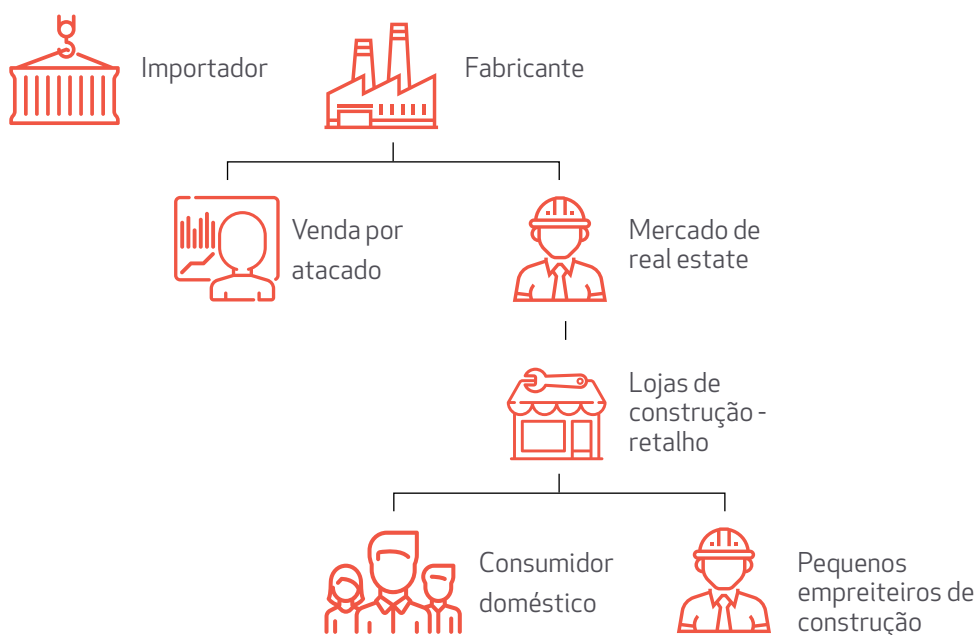 Importador
Fabricante
Venda por
atacado
Mercado de
real estate
Lojas de
construção -
retalho
Consumidor
doméstico
Pequenos
empreiteiros de
construção